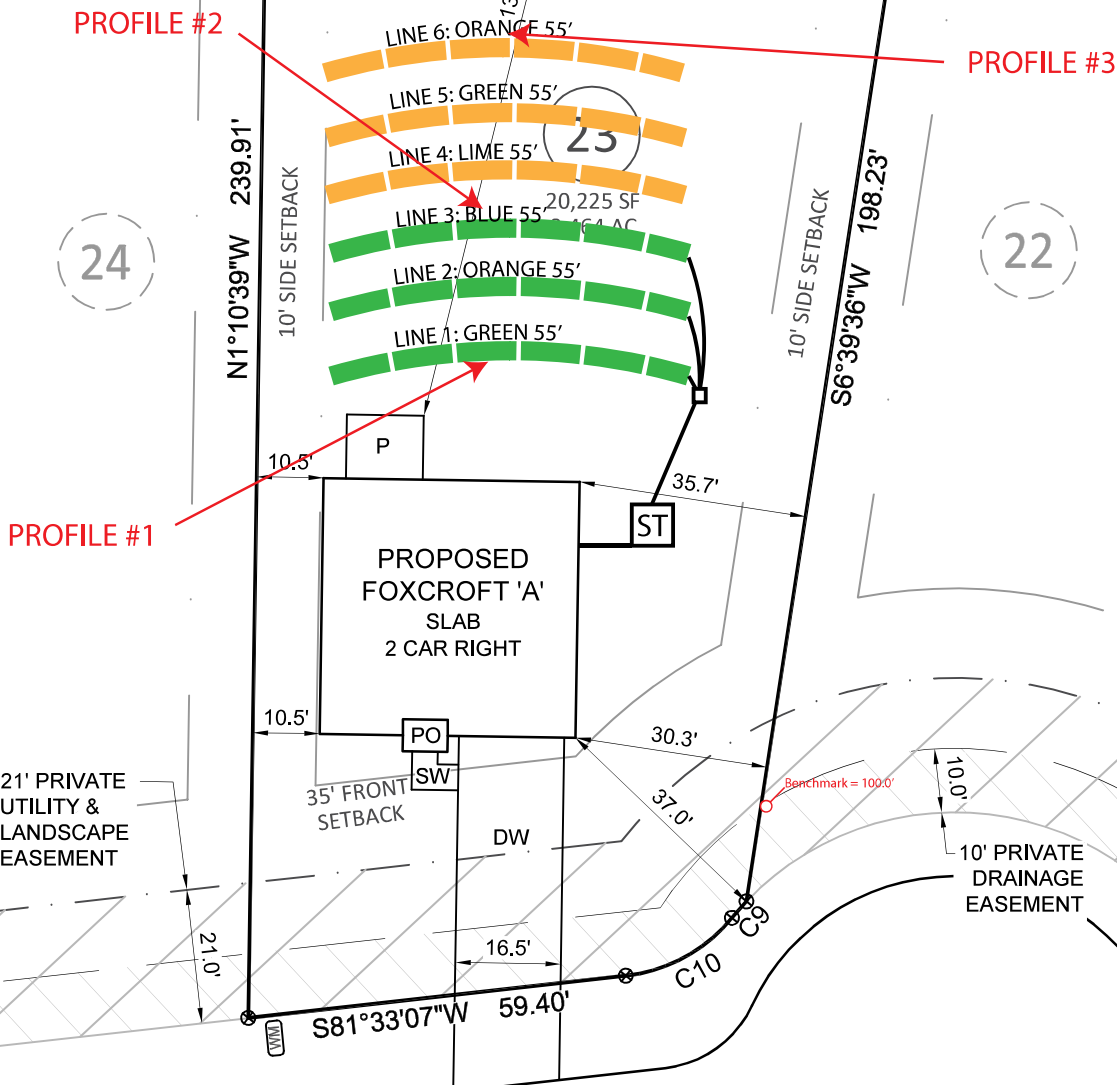 PROFILE #2
13
LINE 6: ORANGE 55'
PROFILE #3
LINE 5: GREEN 55'
23
LINE 4: LIME 55'
20,225 SF
LINE 3: BLUE 55'
LINE 2: ORANGE 55'
LINE 1: GREEN 55'
24
N1°10'39"W 239.91'
10' SIDE SETBACK
10' SIDE SETBACK
S6°39'36"W 198.23'
22
P
10.5'
35.7'
ST
PROFILE #1
PROPOSED
FOXCROFT 'A'
SLAB
2 CAR RIGHT
10.5'
PO
SW
30.3'
37.0'
Benchmark = 100.0'
10.0'
21' PRIVATE
UTILITY &
LANDSCAPE
EASEMENT
35' FRONT
SETBACK
DW
10' PRIVATE
DRAINAGE
EASEMENT
21.0'
16.5'
C9
C10
S81°33'07"W 59.40'
WM